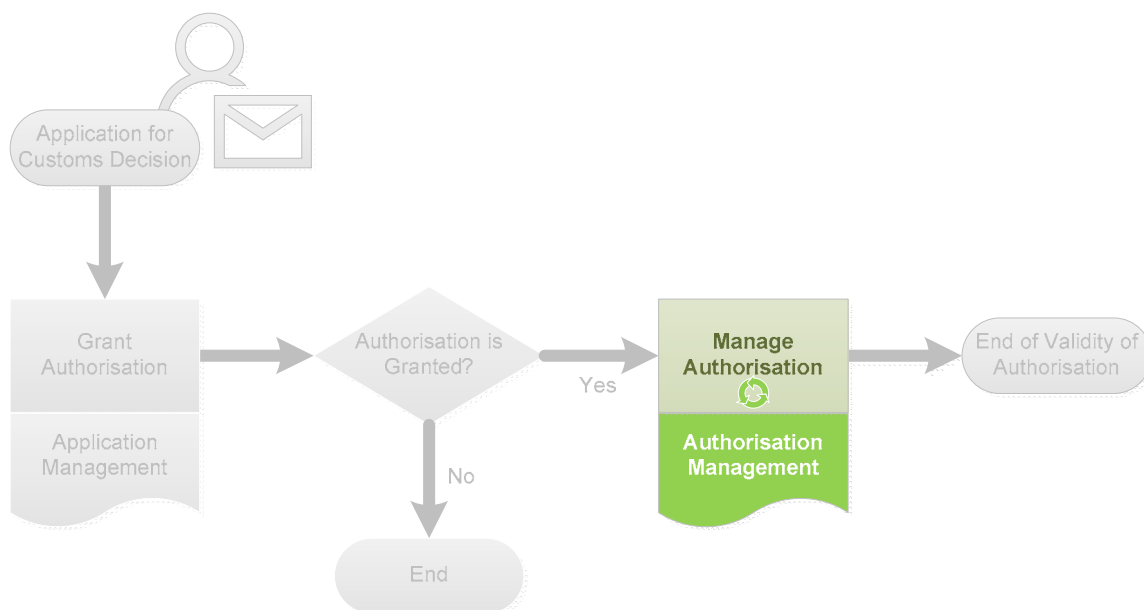 Application for
Customs Decision
Grant
Authorisation
Application
Management
Authorisation is
Granted?
Yes
No
End
Manage
Authorisation
Authorisation
Management
End of Validity of
Authorisation